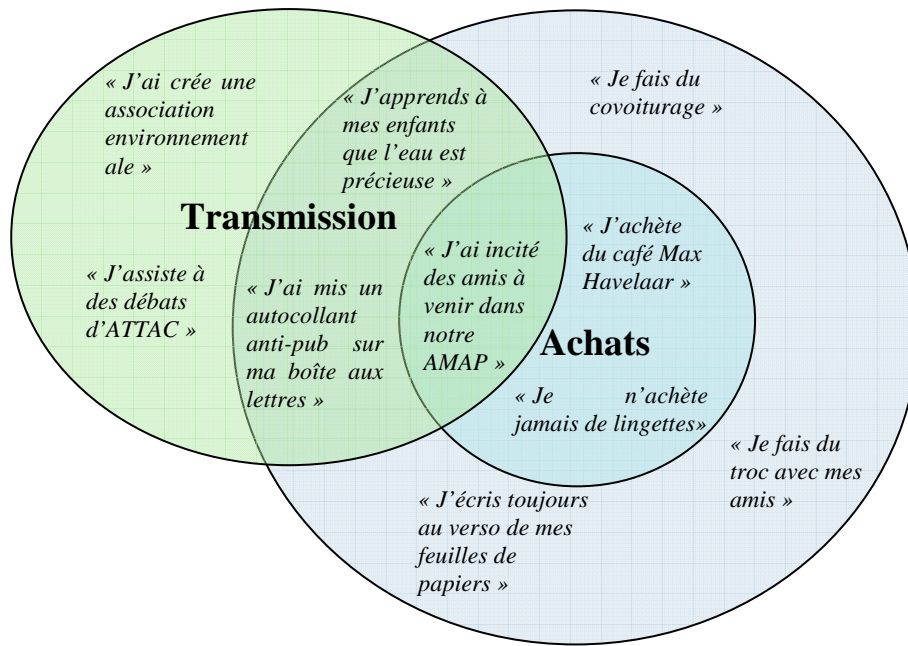 « J'ai crée une
association
environnement
ale »
« J'apprends à
mes enfants
que l'eau est
précieuse »
« Je fais du
covoiturage »
Transmission
« J'assiste à
des débats
d'ATTAC »
« J'ai mis un
autocollant
anti-pub sur
ma boîte aux
lettres »
« J'ai incité
des amis à
venir dans
notre
AMAP »
« J'achète
du café Max
Havelaar »
Achats
« Je n'achète
jamais de lingettes»
« Je fais du
troc avec mes
amis »
« J'écris toujours
au verso de mes
feuilles de
papiers »